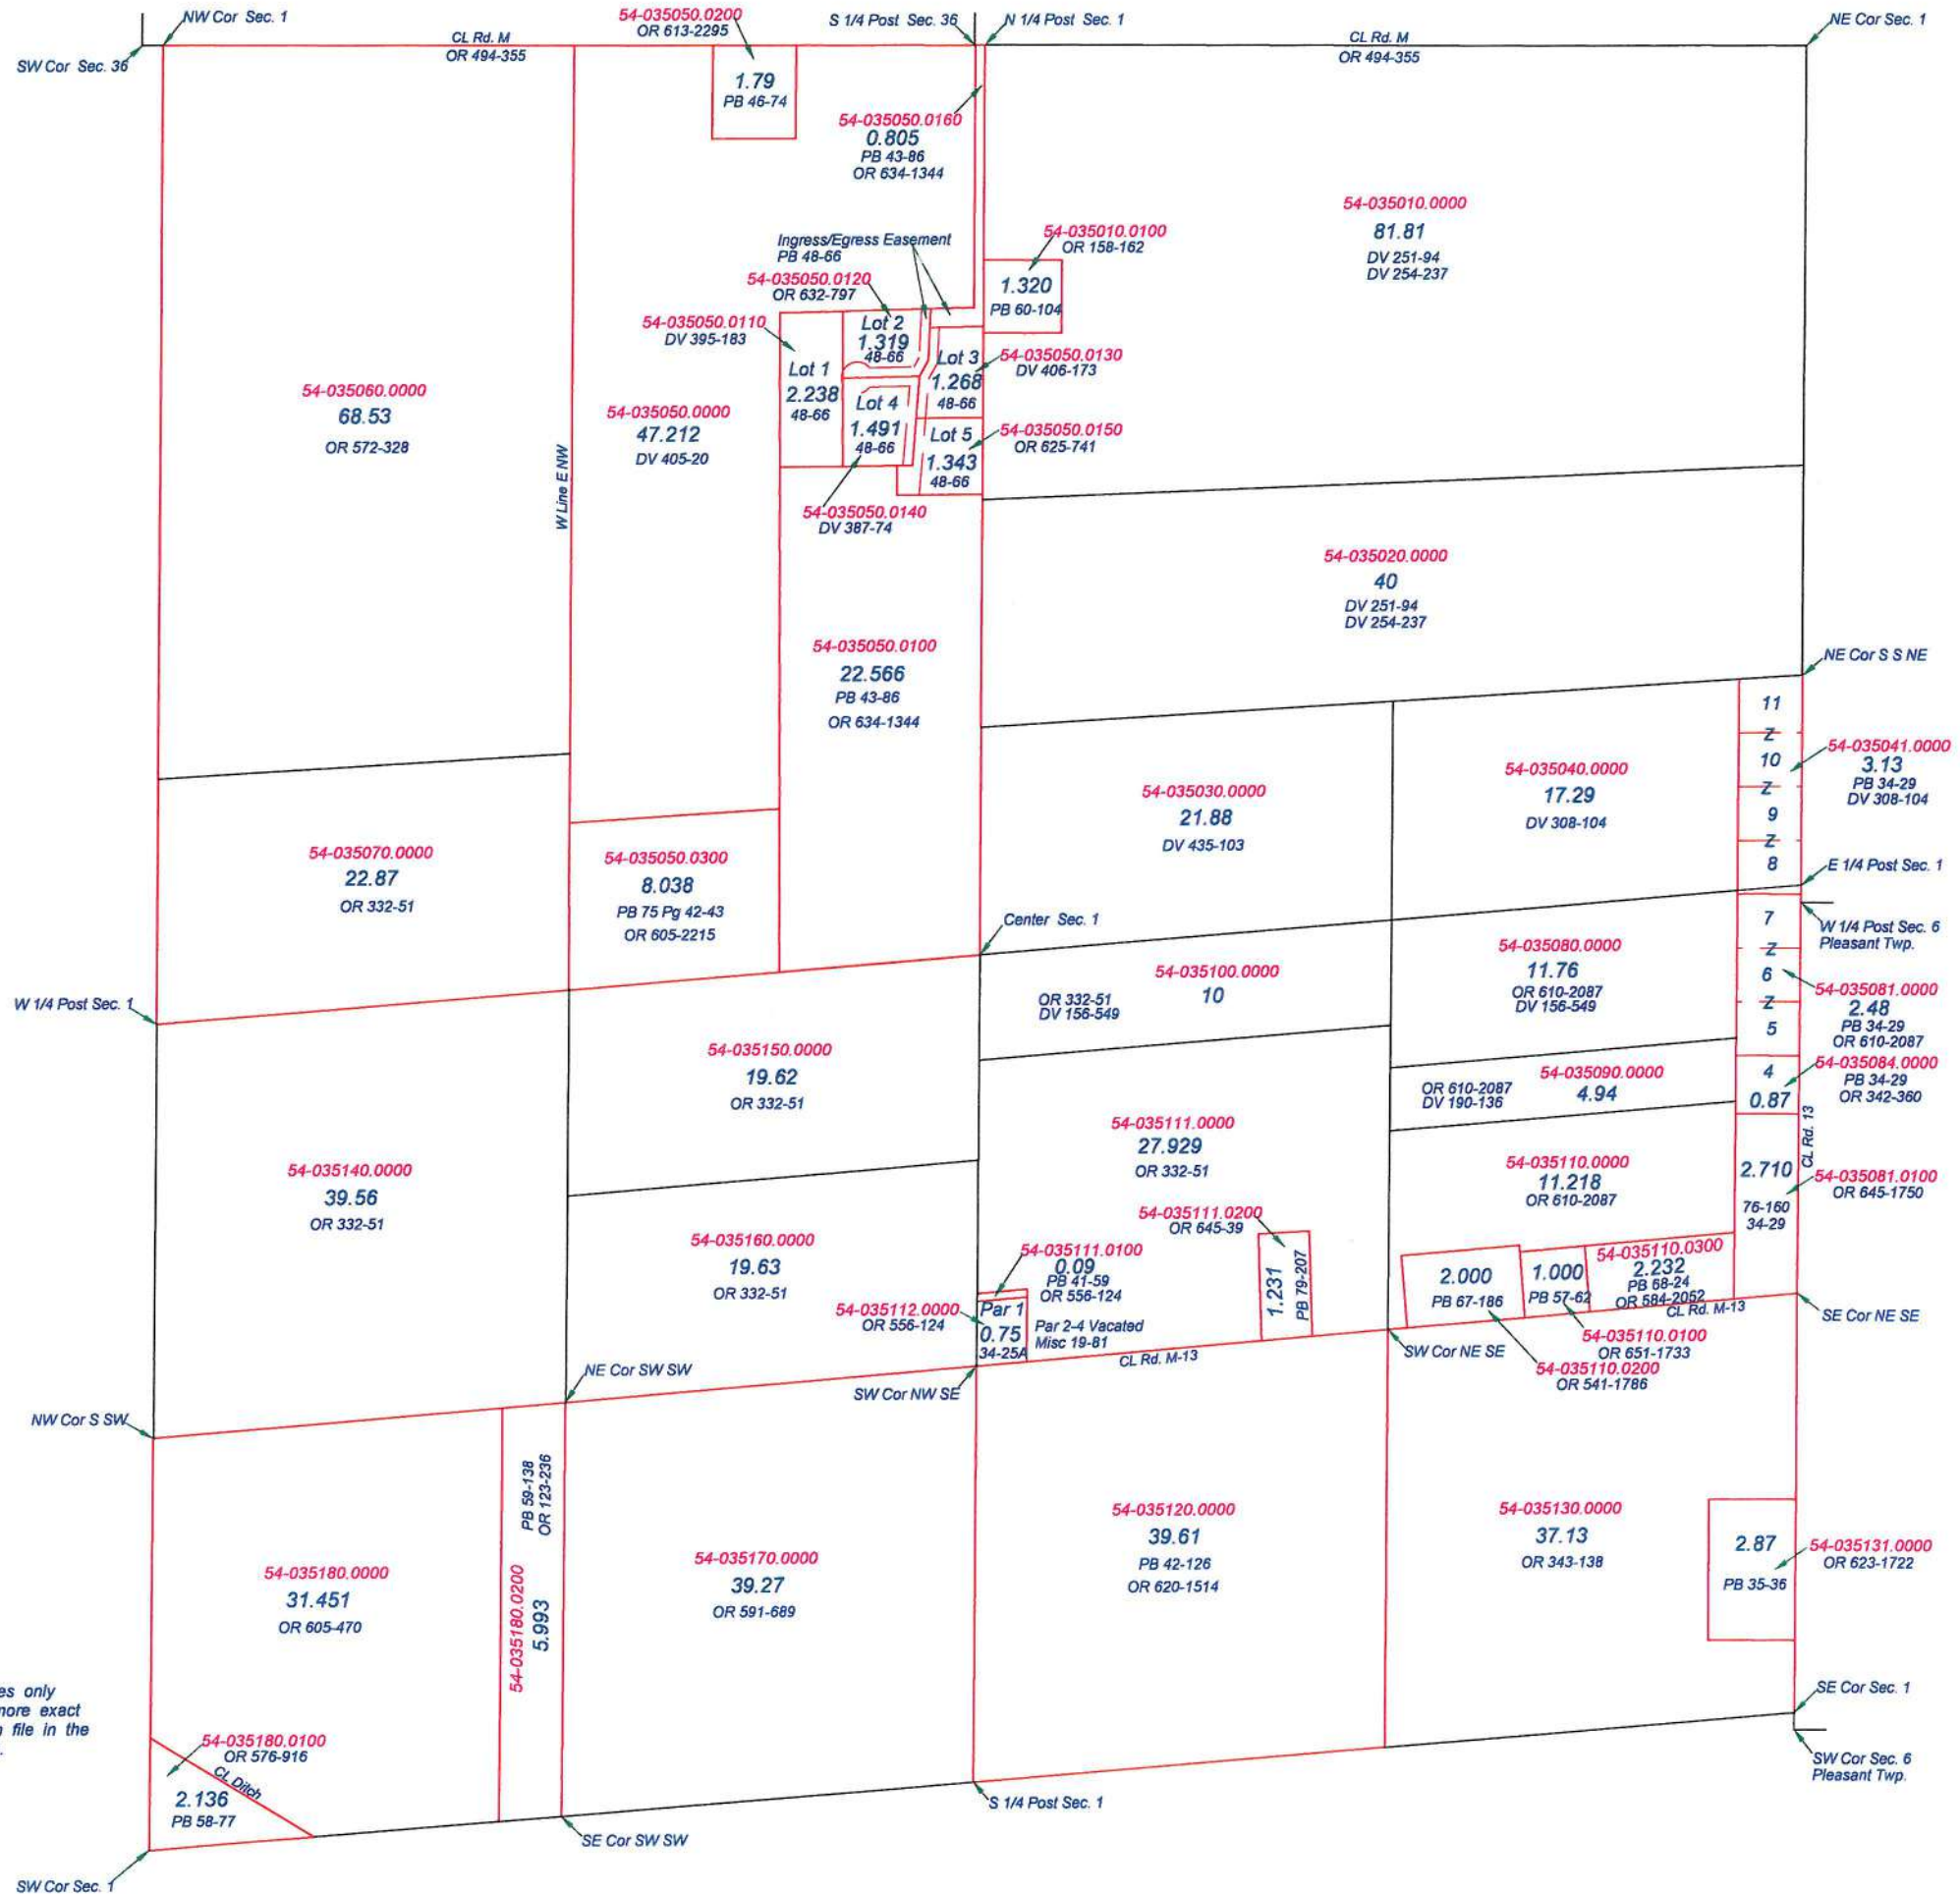 NW Cor Sec. 1
SW Cor Sec. 36
CL Rd. M
OR 494-355
54-035050.0200
OR 613-2295
1.79
PB 46-74
S 1/4 Post Sec. 36
N 1/4 Post Sec. 1
CL Rd. M
OR 494-355
NE Cor Sec. 1
54-035050.0160
0.805
PB 43-86
OR 634-1344
54-035010.0000
81.81
DV 251-94
DV 254-237
54-035010.0100
OR 158-162
1.320
PB 60-104
Ingress/Egress Easement
PB 48-66
54-035050.0120
OR 632-797
54-035050.0110
DV 395-183
Lot 1
2.238
48-66
Lot 2
1.319
48-66
Lot 3
1.268
48-66
54-035050.0130
DV 406-173
Lot 4
1.491
48-66
Lot 5
1.343
48-66
54-035050.0150
OR 625-741
54-035050.0140
DV 387-74
54-035060.0000
68.53
OR 572-328
W Line E NW
54-035050.0000
47.212
DV 405-20
54-035020.0000
40
DV 251-94
DV 254-237
54-035050.0100
22.566
PB 43-86
OR 634-1344
NE Cor S S NE
11
Z
10
Z
9
Z
8
54-035041.0000
3.13
PB 34-29
DV 308-104
54-035030.0000
21.88
DV 435-103
54-035040.0000
17.29
DV 308-104
54-035070.0000
22.87
OR 332-51
54-035050.0300
8.038
PB 75 Pg 42-43
OR 605-2215
E 1/4 Post Sec. 1
W 1/4 Post Sec. 6
Pleasant Twp.
Center Sec. 1
W 1/4 Post Sec. 1
54-035100.0000
10
OR 332-51
DV 156-549
54-035080.0000
11.76
OR 610-2087
DV 156-549
7
Z
6
Z
5
54-035081.0000
2.48
PB 34-29
OR 610-2087
4
0.87
54-035084.0000
PB 34-29
OR 342-360
54-035150.0000
19.62
OR 332-51
54-035090.0000
4.94
OR 610-2087
DV 190-136
CL Rd. 13
54-035140.0000
39.56
OR 332-51
54-035111.0000
27.929
OR 332-51
54-035110.0000
11.218
OR 610-2087
2.710
76-160
34-29
54-035081.0100
OR 645-1750
54-035160.0000
19.63
OR 332-51
54-035111.0200
OR 645-39
1.231
PB 79-207
54-035111.0100
0.09
PB 41-59
OR 556-124
54-035112.0000
OR 556-124
Par 1
0.75
34-25A
Par 2-4 Vacated
Misc 19-81
CL Rd. M-13
2.000
PB 67-186
1.000
PB 57-62
54-035110.0300
2.232
PB 68-24
OR 584-2052
CL Rd. M-13
54-035110.0100
OR 651-1733
54-035110.0200
OR 541-1786
SE Cor NE SE
SW Cor NE SE
SW Cor NW SE
NE Cor SW SW
NW Cor S SW
PB 59-138
OR 123-236
54-035180.0200
5.993
54-035180.0000
31.451
OR 605-470
54-035170.0000
39.27
OR 591-689
54-035120.0000
39.61
PB 42-126
OR 620-1514
54-035130.0000
37.13
OR 343-138
2.87
PB 35-36
54-035131.0000
OR 623-1722
es only
more exact
file in the
54-035180.0100
OR 576-916
CL Ditch
2.136
PB 58-77
SW Cor Sec. 1
SE Cor SW SW
S 1/4 Post Sec. 1
SE Cor Sec. 1
SW Cor Sec. 6
Pleasant Twp.